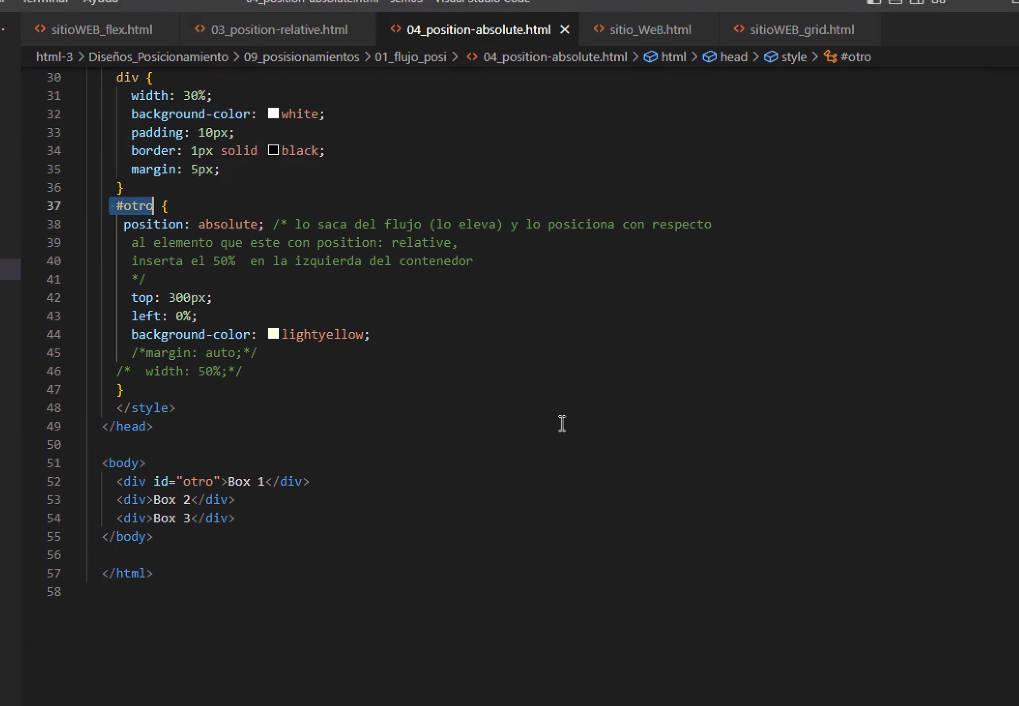 Terminal Ayuda 04_position-absolute.html - semos - Visual Studio Code
sitioWEB_flex.html 03_position-relative.html 04_position-absolute.html sitio_WeB.html sitioWEB_grid.html
html-3 > Diseños_Posicionamiento > 09_posisionamientos > 01_flujo_posi > 04_position-absolute.html > html > head > style > #otro
30 div {
31 width: 30%;
32 background-color: white;
33 padding: 10px;
34 border: 1px solid black;
35 margin: 5px;
36 }
37 #otro {
38 position: absolute; /* lo saca del flujo (lo eleva) y lo posiciona con respecto
39 al elemento que este con position: relative,
40 inserta el 50%  en la izquierda del contenedor
41 */
42 top: 300px;
43 left: 0%;
44 background-color: lightyellow;
45 /*margin: auto;*/
46 /*  width: 50%;*/
47 }
48 </style>
49 </head>
50
51 <body>
52 <div id="otro">Box 1</div>
53 <div>Box 2</div>
54 <div>Box 3</div>
55 </body>
56
57 </html>
58